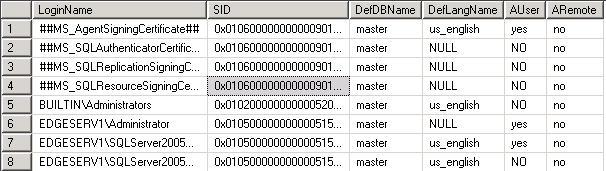 LoginName SID DefDBName DefLangName AUser ARemote
1 ##MS_AgentSigningCertificate## 0x010600000000000901... master us_english yes no
2 ##MS_SQLAuthenticatorCertific... 0x010600000000000901... master NULL NO no
3 ##MS_SQLReplicationSigningC... 0x010600000000000901... master NULL NO no
4 ##MS_SQLResourceSigningCe... 0x010600000000000901... master NULL NO no
5 BUILTIN\Administrators 0x010200000000000520... master us_english NO no
6 EDGESERV1\Administrator 0x010500000000000515... master NULL yes no
7 EDGESERV1\SQLServer2005... 0x010500000000000515... master us_english NO no
8 EDGESERV1\SQLServer2005... 0x010500000000000515... master us_english NO no